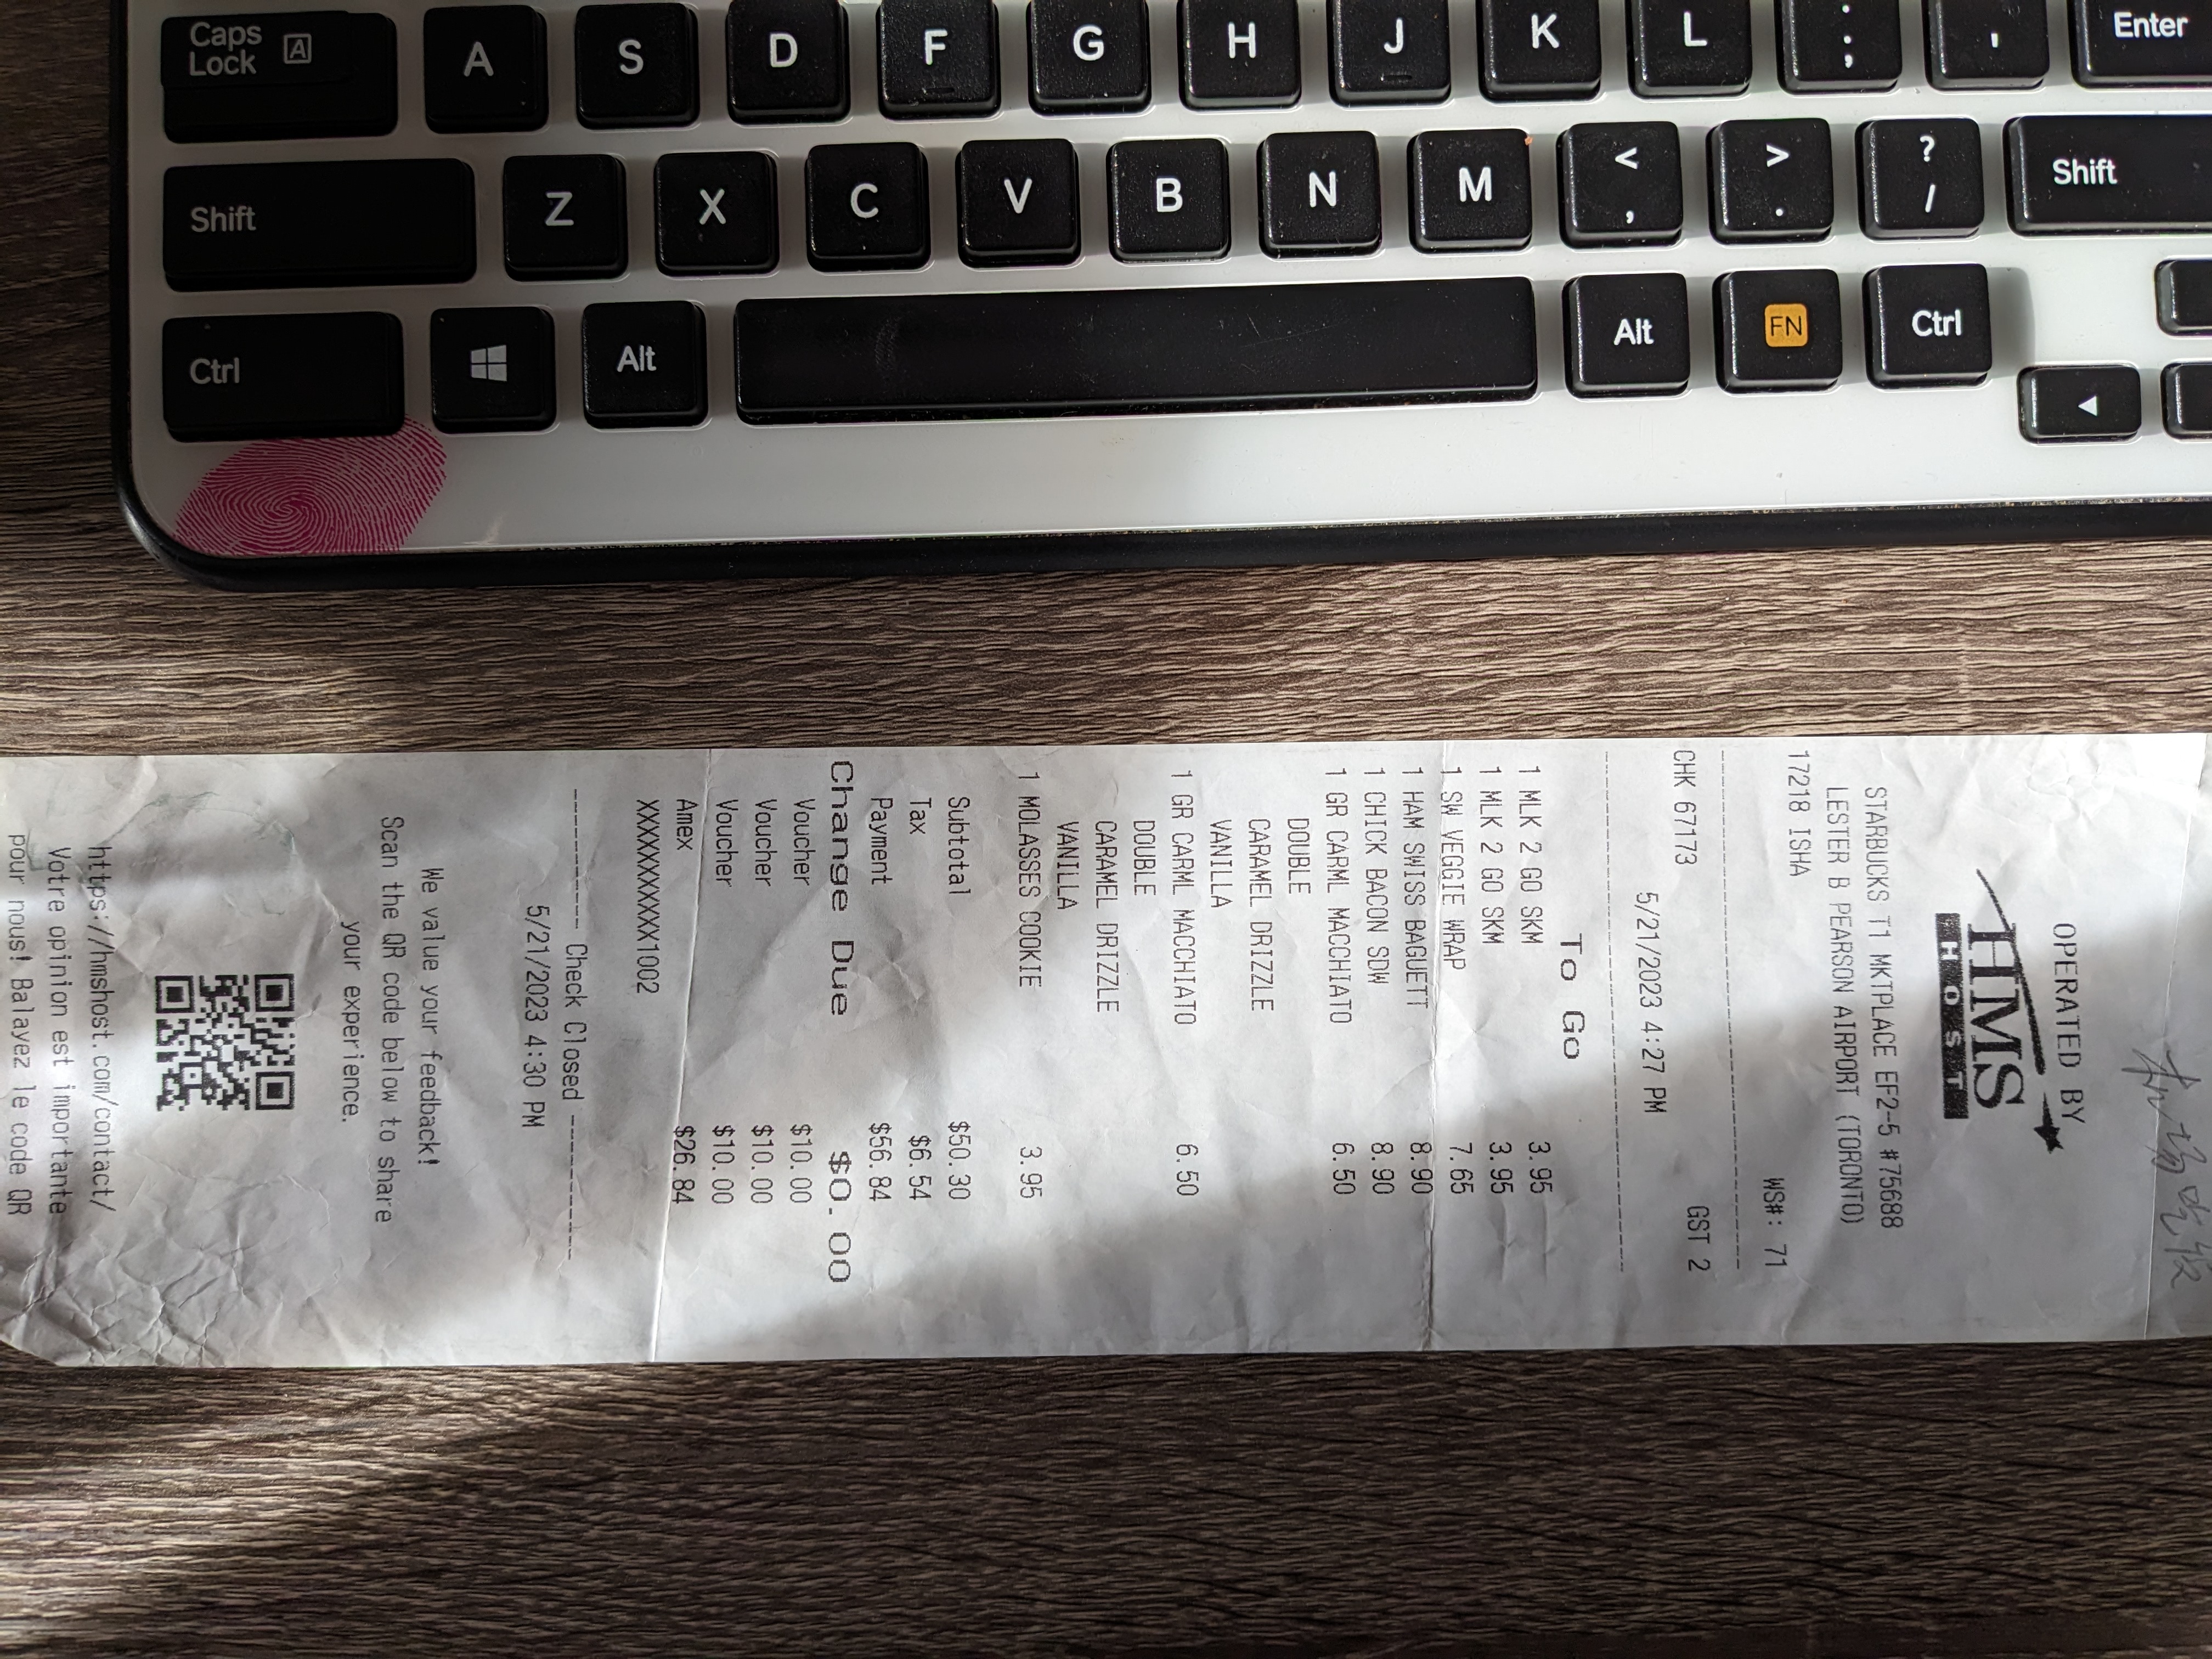 Caps Lock A A S D F G H J K L : ; ' Enter
Shift Z X C V B N M < , > . ? / Shift
Ctrl Alt Alt FN Ctrl
OPERATED BY
HMS
HOST
STARBUCKS T1 MKTPLACE EF2-5 #75688
LESTER B PEARSON AIRPORT (TORONTO)
17218 ISHA WS#: 71
CHK 67173 GST 2
5/21/2023 4:27 PM
To Go
1 MLK 2 GO SKM 3.95
1 MLK 2 GO SKM 3.95
1 SW VEGGIE WRAP 7.65
1 HAM SWISS BAGUETT 8.90
1 CHICK BACON SDW 8.90
1 GR CARML MACCHIATO 6.50
DOUBLE
CARAMEL DRIZZLE
VANILLA
1 GR CARML MACCHIATO 6.50
DOUBLE
CARAMEL DRIZZLE
VANILLA
1 MOLASSES COOKIE 3.95
Subtotal $50.30
Tax $6.54
Payment $56.84
Change Due $0.00
Voucher $10.00
Voucher $10.00
Voucher $10.00
Amex $26.84
XXXXXXXXXXX1002
---------- Check Closed ----------
5/21/2023 4:30 PM
We value your feedback!
Scan the QR code below to share
your experience.
https://hmshost.com/contact/
Votre opinion est importante
pour nous! Balayez le code QR